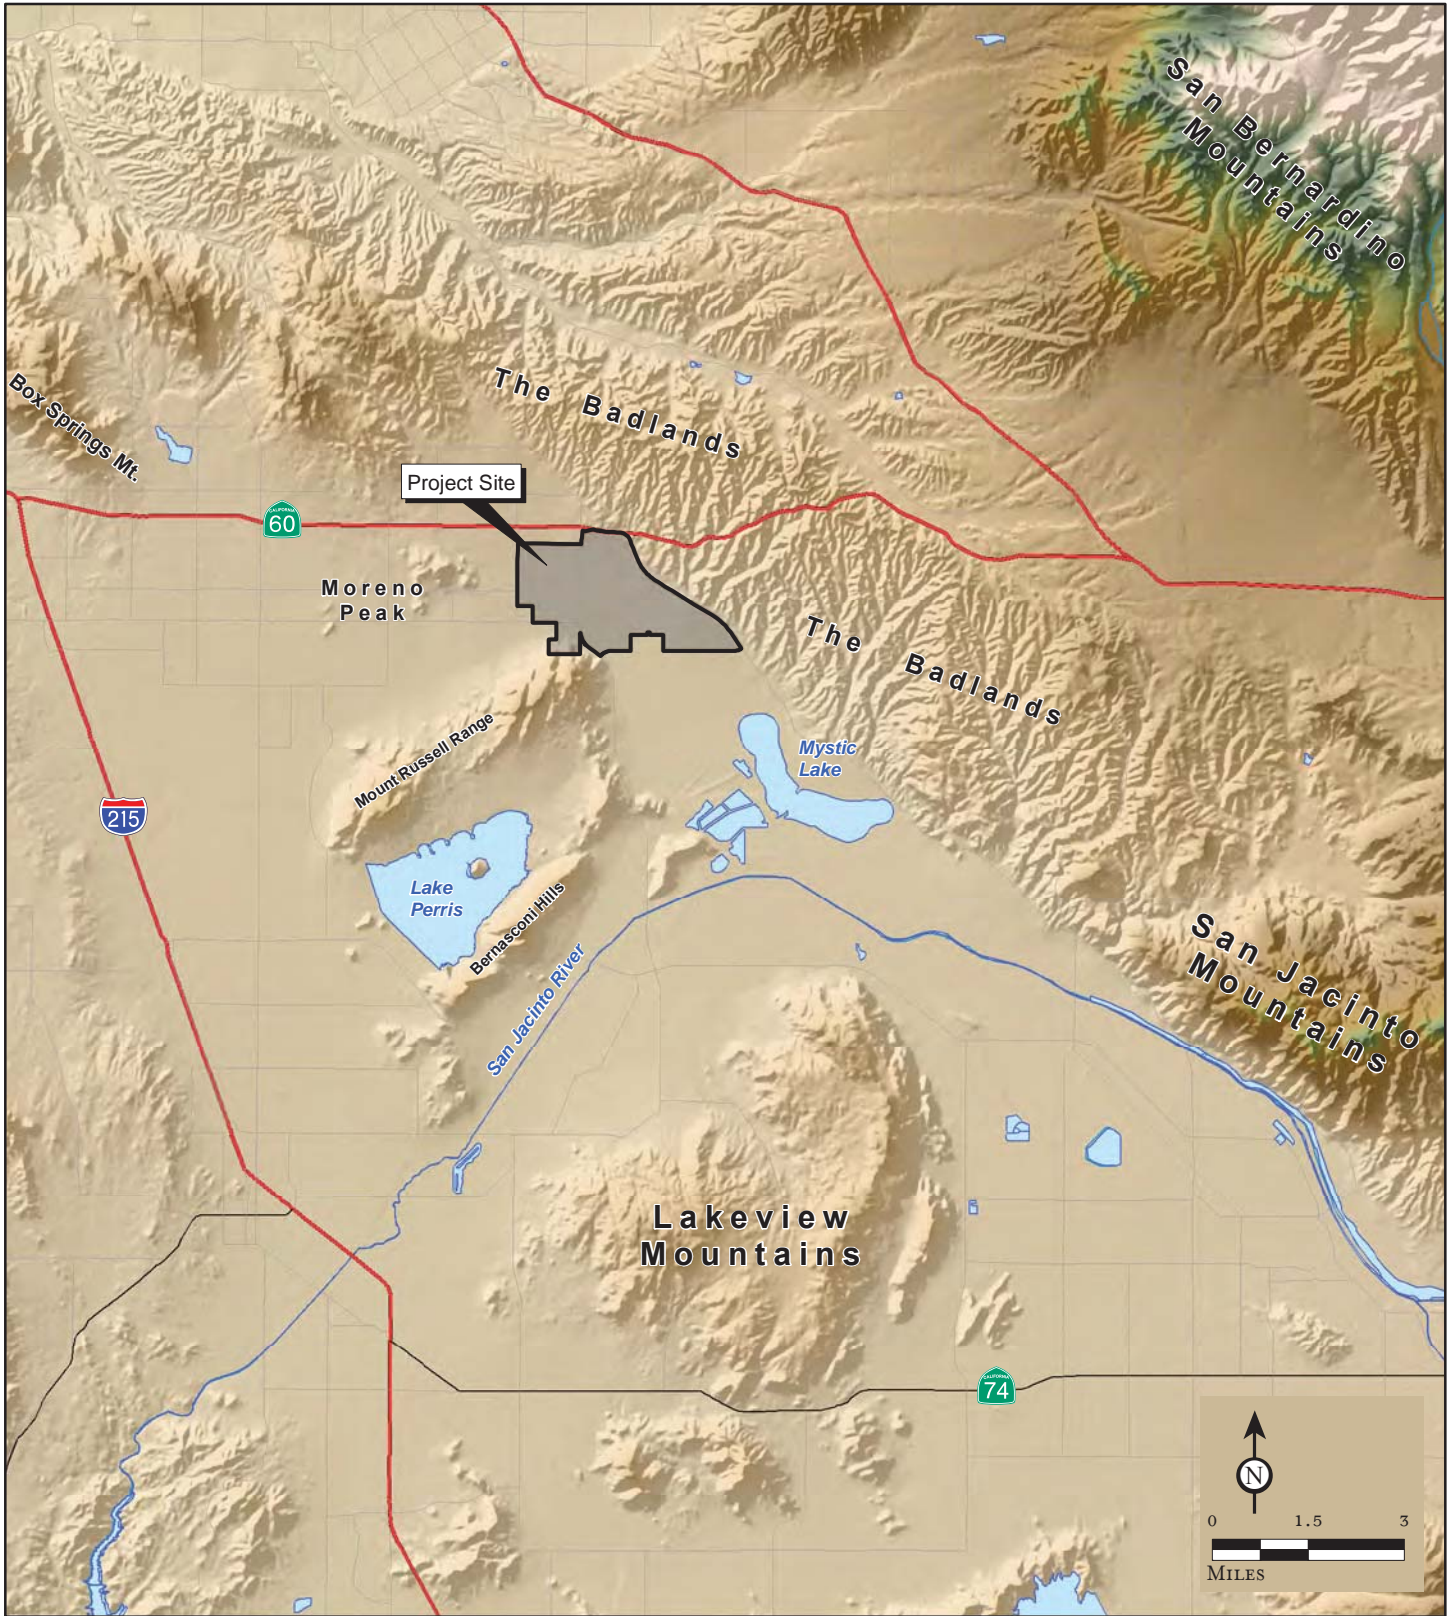 San Bernardino
Mountains
The Badlands
Box Springs Mt.
Project Site
CALIFORNIA
60
Moreno
Peak
The Badlands
Mount Russell Range
Mystic
Lake
215
Lake
Perris
Bernasconi Hills
San Jacinto River
San Jacinto
Mountains
Lakeview
Mountains
CALIFORNIA
74
N
0 1.5 3
MILES